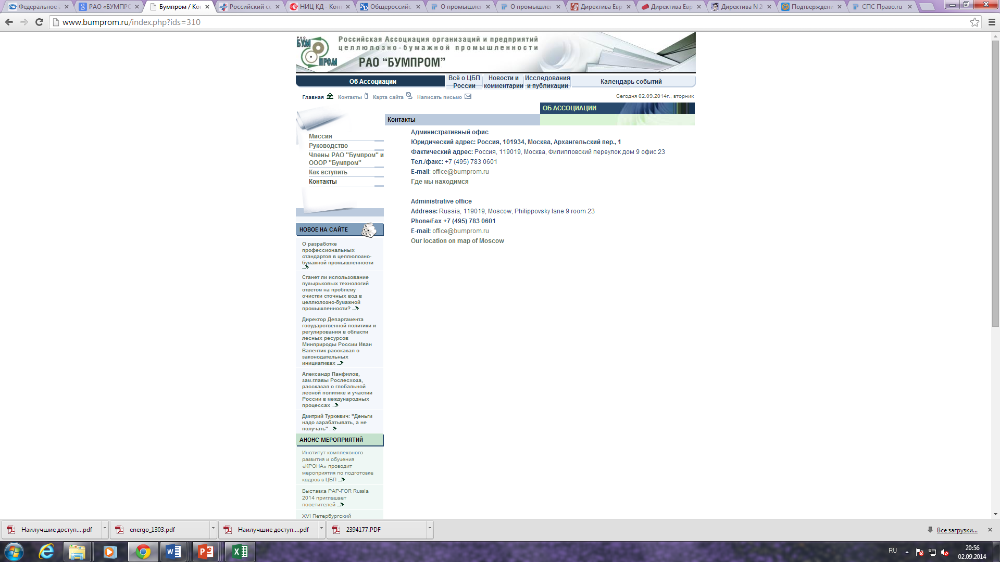 Федеральное а
РАО «БУМПРО
Бумпром / Кон
Российский со
НИЦ КД - Конт
Общероссийс
О промышлен
О промышлен
Директива Евр
Директива Евр
Директива N 2
Подтверждени
СПС Право.ru
www.bumprom.ru/index.php?ids=310
РАО БУМ ПРОМ
Российская Ассоциация организаций и предприятий
целлюлозно-бумажной промышленности
РАО “БУМПРОМ”
Об Ассоциации
Всё о ЦБП
России
Новости и
комментарии
Исследования
и публикации
Календарь событий
Главная Контакты Карта сайта Написать письмо
Сегодня 02.09.2014г., вторник
ОБ АССОЦИАЦИИ
Контакты
Миссия
Руководство
Члены РАО "Бумпром" и
ОООР "Бумпром"
Как вступить
Контакты
Административный офис
Юридический адрес: Россия, 101934, Москва, Архангельский пер., 1
Фактический адрес: Россия, 119019, Москва, Филипповский переулок дом 9 офис 23
Тел./факс: +7 (495) 783 0601
E-mail: office@bumprom.ru
Где мы находимся
Administrative office
Address: Russia, 119019, Moscow, Philippovsky lane 9 room 23
Phone/Fax +7 (495) 783 0601
E-mail: office@bumprom.ru
Our location on map of Moscow
НОВОЕ НА САЙТЕ
О разработке
профессиональных
стандартов в целлюлозно-
бумажной промышленности
...
Станет ли использование
пузырьковых технологий
ответом на проблему
очистки сточных вод в
целлюлозно-бумажной
промышленности? ...
Директор Департамента
государственной политики и
регулирования в области
лесных ресурсов
Минприроды России Иван
Валентик рассказал о
законодательных
инициативах ...
Александр Панфилов,
зам.главы Рослесхоза,
рассказал о глобальной
лесной политике и участии
России в международных
процессах ...
Дмитрий Туркевич: "Деньги
надо зарабатывать, а не
получать" ...
АНОНС МЕРОПРИЯТИЙ
Институт комплексного
развития и обучения
«КРОНА» проводит
мероприятия по подготовке
кадров в ЦБП ...
Выставка PAP-FOR Russia
2014 приглашает
посетителей ...
XVI Петербургский
Наилучшие доступ....pdf
energo_1303.pdf
Наилучшие доступ....pdf
2394177.PDF
Все загрузки...
RU
20:56
02.09.2014